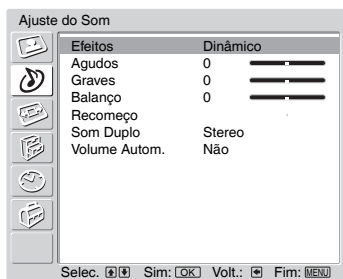 Ajuste do Som
Efeitos Dinâmico
Agudos 0
Graves 0
Balanço 0
Recomeço
Som Duplo Stereo
Volume Autom. Não
Selec. Sim: OK Volt.: Fim: MENU